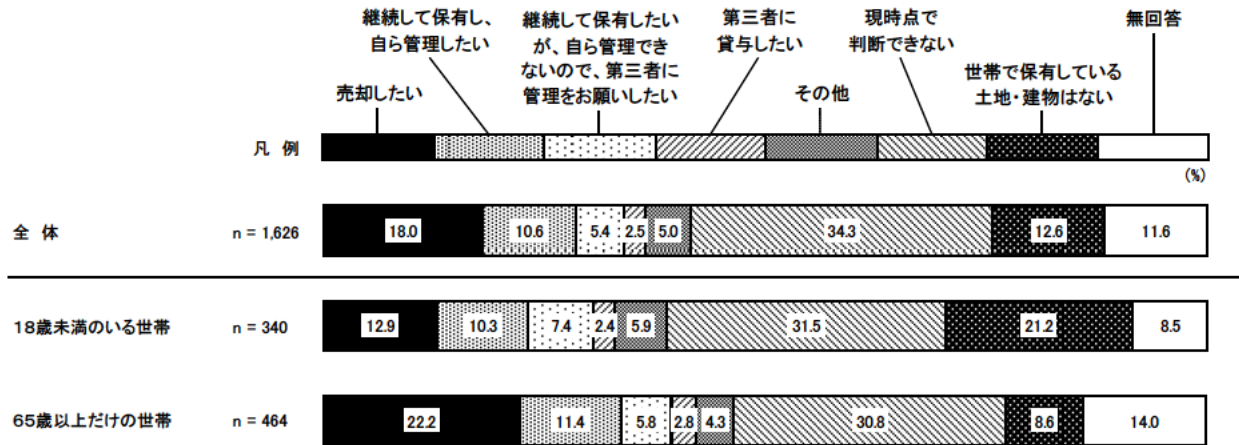 継続して保有し、
自ら管理したい
継続して保有したい
が、自ら管理でき
ないので、第三者に
管理をお願いしたい
第三者に
貸与したい
現時点で
判断できない
無回答
売却したい
その他
世帯で保有している
土地・建物はない
凡 例
(%)
全 体 n = 1,626 18.0 10.6 5.4 2.5 5.0 34.3 12.6 11.6
18歳未満のいる世帯 n = 340 12.9 10.3 7.4 2.4 5.9 31.5 21.2 8.5
65歳以上だけの世帯 n = 464 22.2 11.4 5.8 2.8 4.3 30.8 8.6 14.0